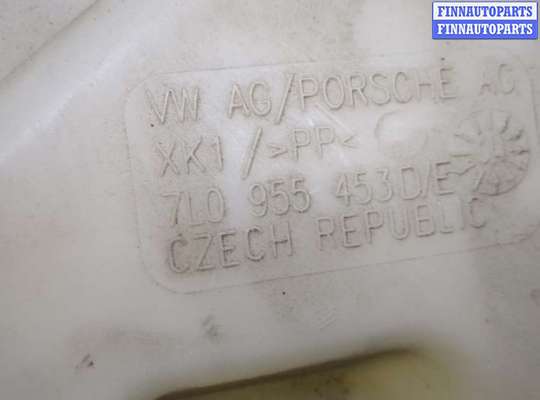 FINNAUTOPARTS
FINNAUTOPARTS
VW AG/PORSCHE AG
XK1 / >PP<
7L0 955 453D/E
CZECH REPUBLIC